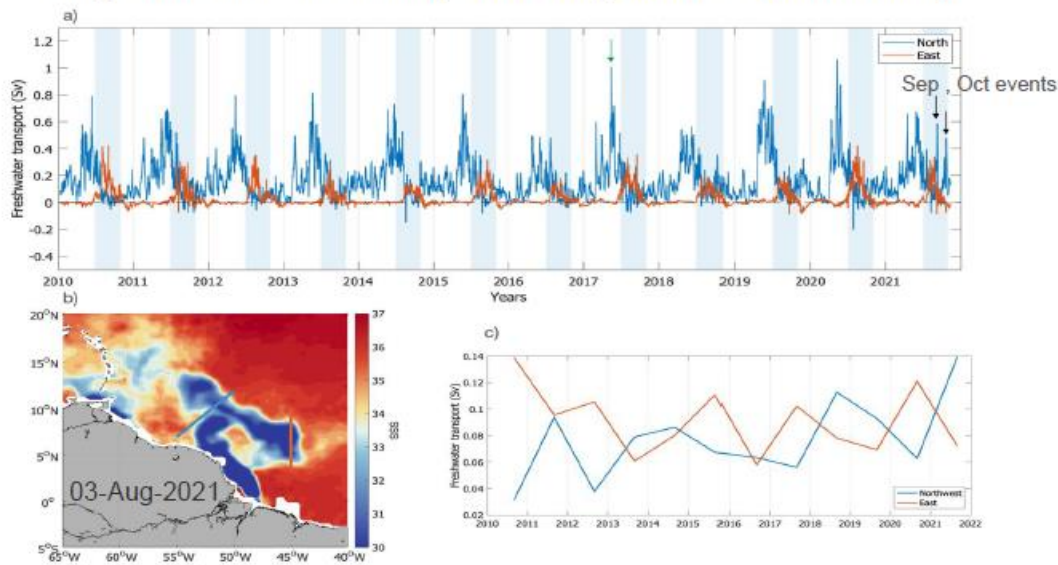 a)
1.2
1
0.8
0.6
0.4
0.2
0
-0.2
-0.4
Freshwater transport (Sv)
North
East
Sep , Oct events
2010 2011 2012 2013 2014 2015 2016 2017 2018 2019 2020 2021
Years
b)
20°N
15°N
10°N
5°N
0°
5°S
65°W 60°W 55°W 50°W 45°W 40°W
03-Aug-2021
37
36
35
34
33
32
31
30
SSS
c)
0.14
0.12
0.1
0.08
0.06
0.04
0.02
Freshwater transport (Sv)
Northwest
East
2010 2011 2012 2013 2014 2015 2016 2017 2018 2019 2020 2021 2022